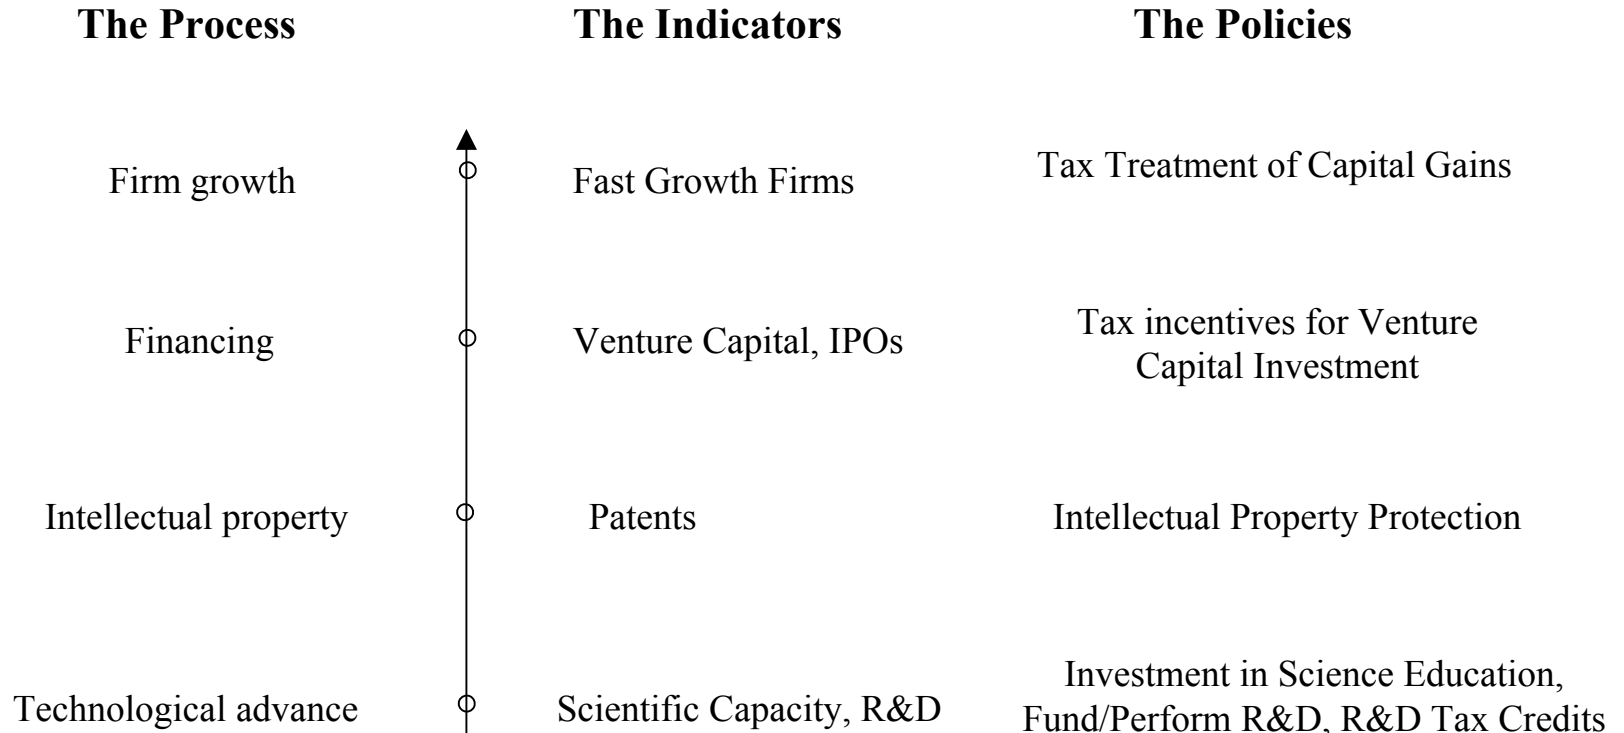 The Process The Indicators The Policies
Firm growth Fast Growth Firms Tax Treatment of Capital Gains
Financing Venture Capital, IPOs Tax incentives for Venture
Capital Investment
Intellectual property Patents Intellectual Property Protection
Technological advance Scientific Capacity, R&D Investment in Science Education,
Fund/Perform R&D, R&D Tax Credits